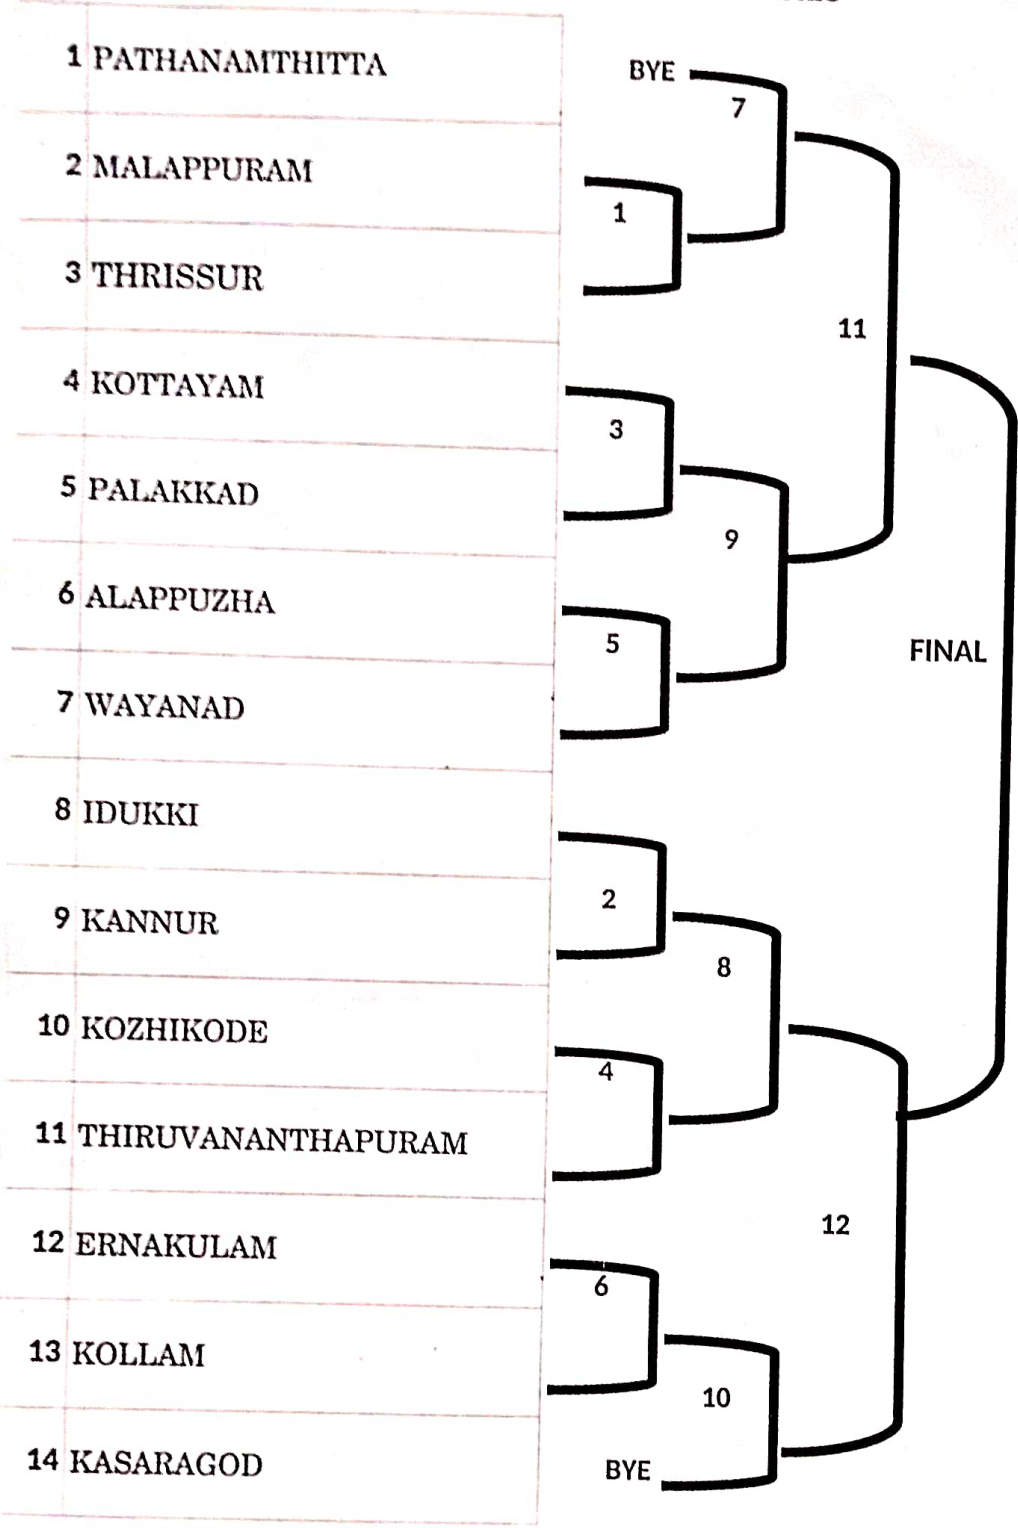 1 PATHANAMTHITTA
BYE
7
2 MALAPPURAM
1
3 THRISSUR
11
4 KOTTAYAM
3
5 PALAKKAD
9
6 ALAPPUZHA
5
FINAL
7 WAYANAD
8 IDUKKI
2
9 KANNUR
8
10 KOZHIKODE
4
11 THIRUVANANTHAPURAM
12
12 ERNAKULAM
6
13 KOLLAM
10
14 KASARAGOD
BYE